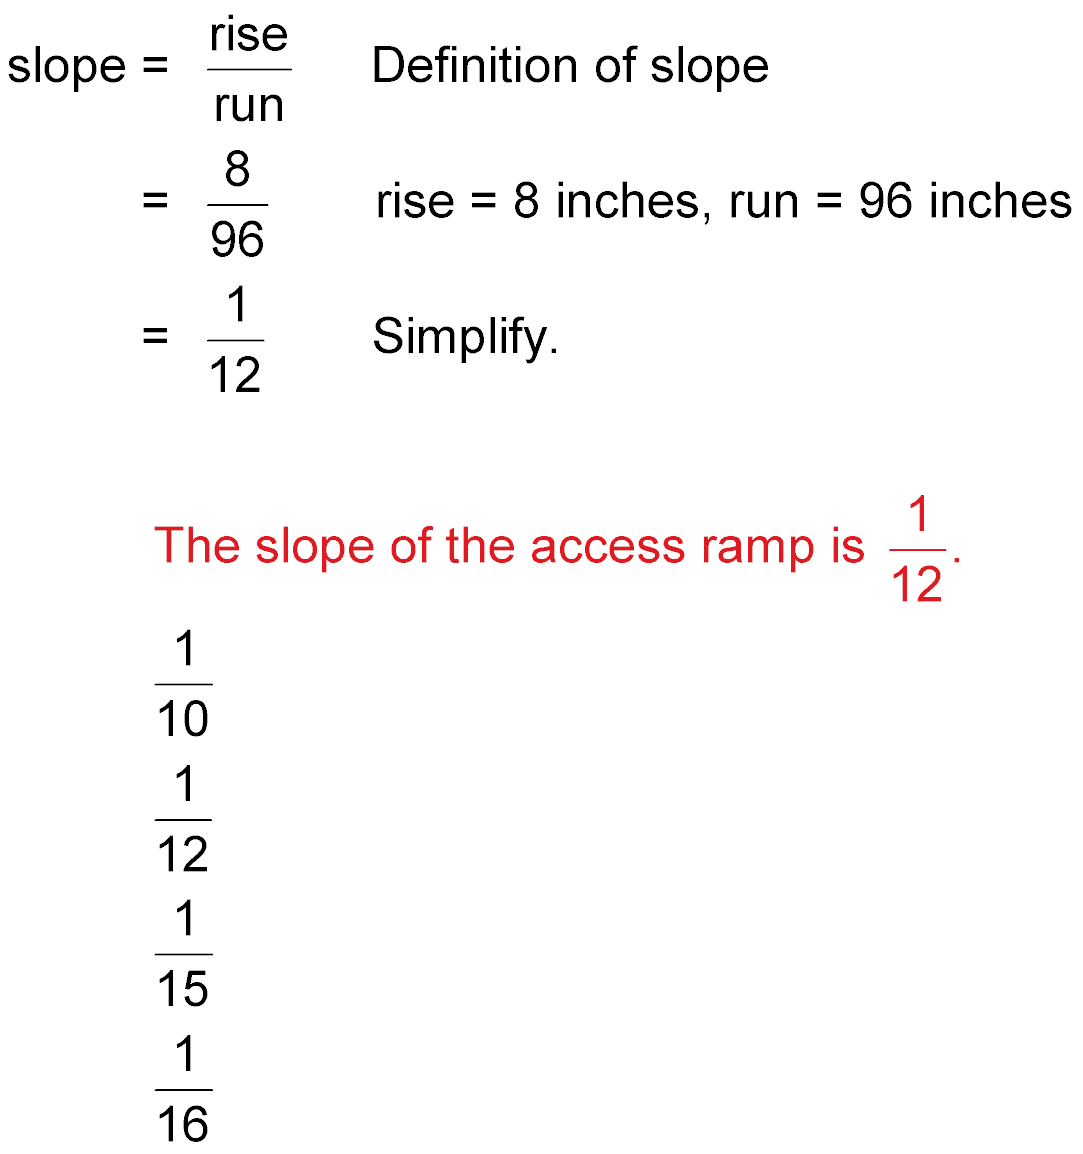 slope = rise/run Definition of slope
= 8/96 rise = 8 inches, run = 96 inches
= 1/12 Simplify.
The slope of the access ramp is 1/12.
1/10
1/12
1/15
1/16